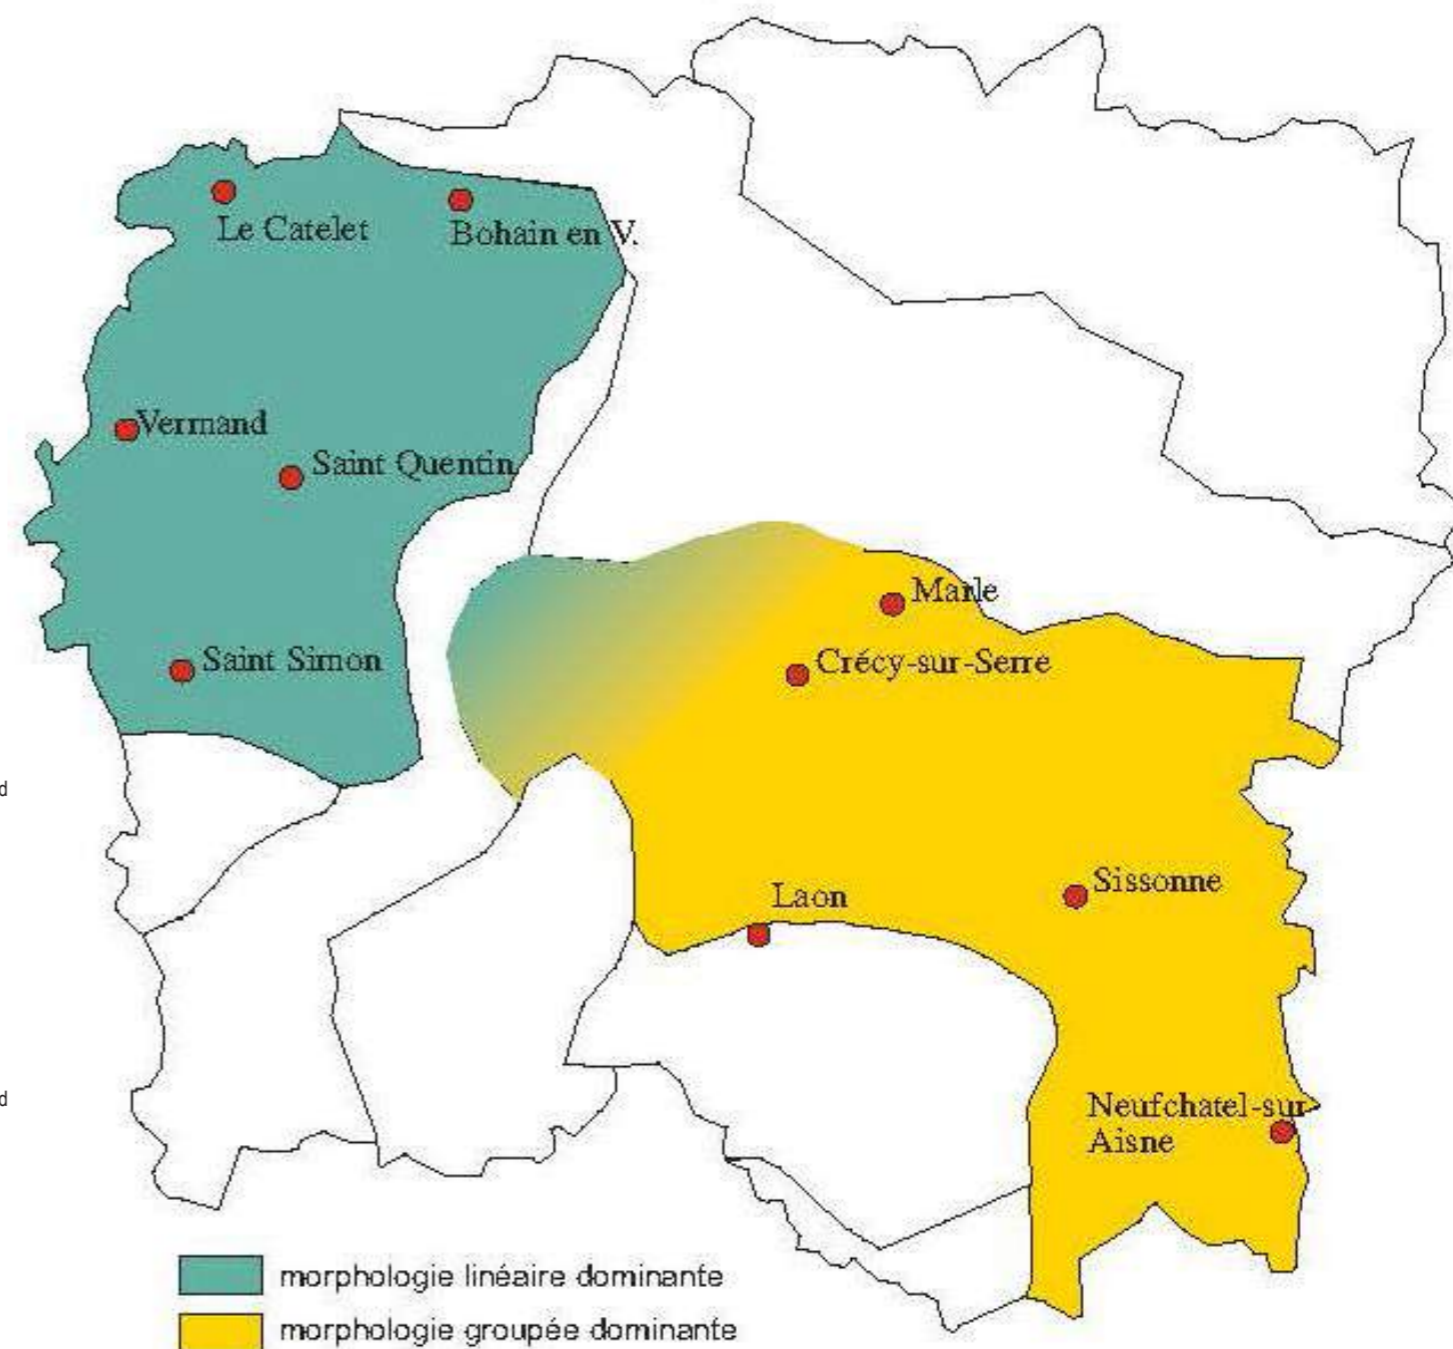 Le Catelet
Bohain en V.
Vermand
Saint Quentin
Marle
Saint Simon
Crécy-sur-Serre
d
Sissonne
Laon
d
Neufchatel-sur
Aisne
morphologie linéaire dominante
morphologie groupée dominante